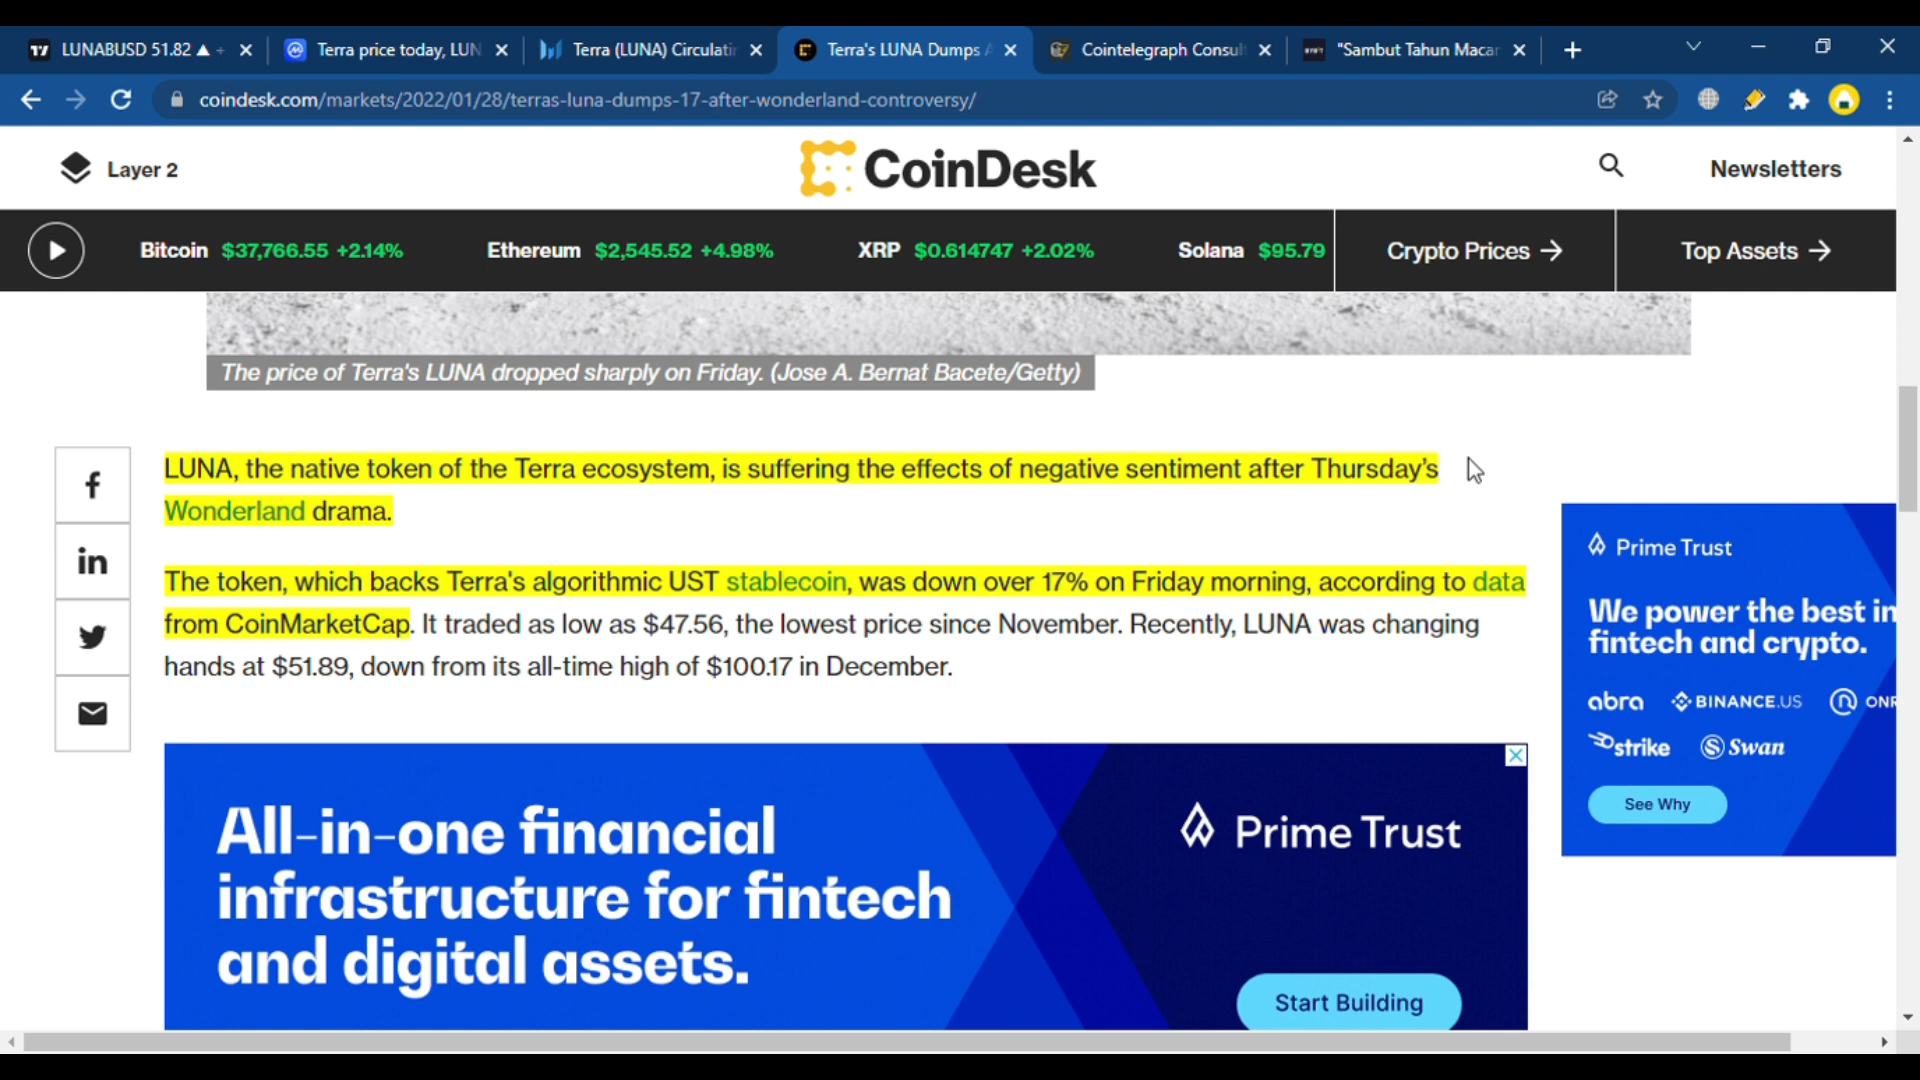 LUNABUSD 51.82 ▲ +
Terra price today, LUN
Terra (LUNA) Circulatin
Terra's LUNA Dumps A
Cointelegraph Consul
"Sambut Tahun Macan
coindesk.com/markets/2022/01/28/terras-luna-dumps-17-after-wonderland-controversy/
Layer 2
CoinDesk
Newsletters
Bitcoin $37,766.55 +2.14%
Ethereum $2,545.52 +4.98%
XRP $0.614747 +2.02%
Solana $95.79
Crypto Prices →
Top Assets →
The price of Terra's LUNA dropped sharply on Friday. (Jose A. Bernat Bacete/Getty)
LUNA, the native token of the Terra ecosystem, is suffering the effects of negative sentiment after Thursday's
Wonderland drama.
The token, which backs Terra's algorithmic UST stablecoin, was down over 17% on Friday morning, according to data
from CoinMarketCap. It traded as low as $47.56, the lowest price since November. Recently, LUNA was changing
hands at $51.89, down from its all-time high of $100.17 in December.
Prime Trust
We power the best in
fintech and crypto.
abra
BINANCE.US
ONR
strike
Swan
See Why
All-in-one financial
infrastructure for fintech
and digital assets.
Prime Trust
Start Building